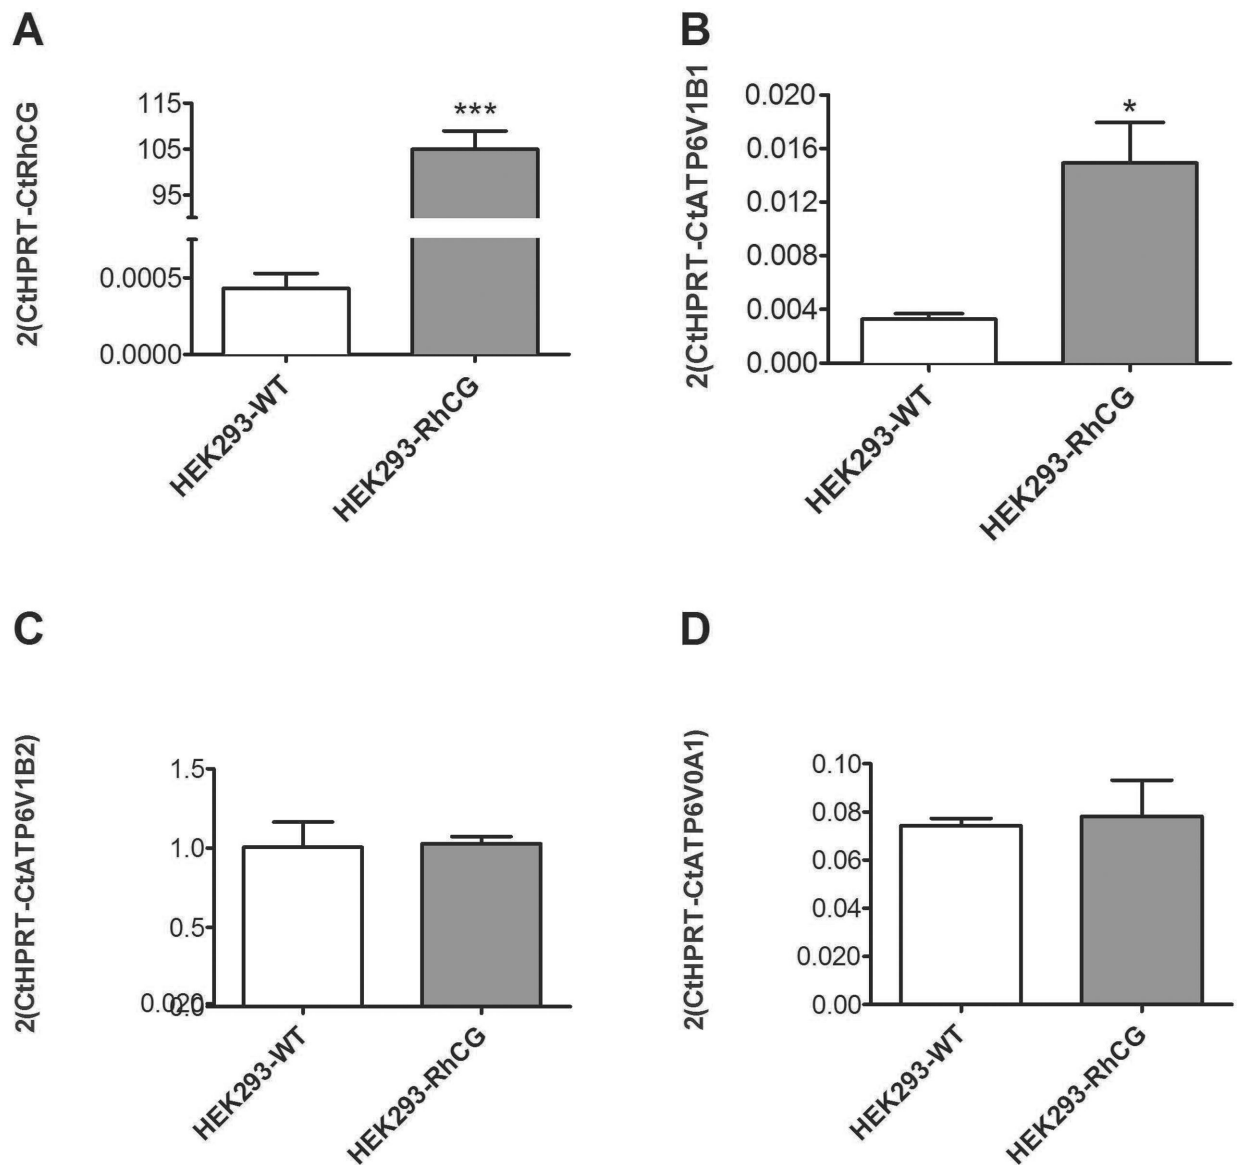 A
2(CtHPRT-CtRhCG)
115
105
95
0.0005
0.0000
***
HEK293-WT
HEK293-RhCG
B
2(CtHPRT-CtATP6V1B1)
0.020
0.016
0.012
0.008
0.004
0.000
*
HEK293-WT
HEK293-RhCG
C
2(CtHPRT-CtATP6V1B2)
1.5
1.0
0.5
HEK293-WT
HEK293-RhCG
D
2(CtHPRT-CtATP6V0A1)
0.10
0.08
0.06
0.04
0.020
0.00
HEK293-WT
HEK293-RhCG